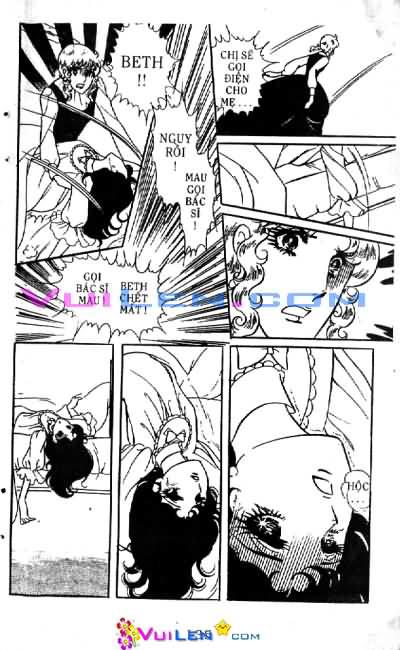 BETH
!!
CHỊ SẼ
GỌI
ĐIỆN
CHO
MẸ...
NGUY
RỒI
!
MAU
GỌI
BÁC
SĨ
!
GỌI
BÁC SĨ
MAU
BETH
CHẾT
MẤT!
VUILEN.COM
HỘC
...
VUILEN.COM